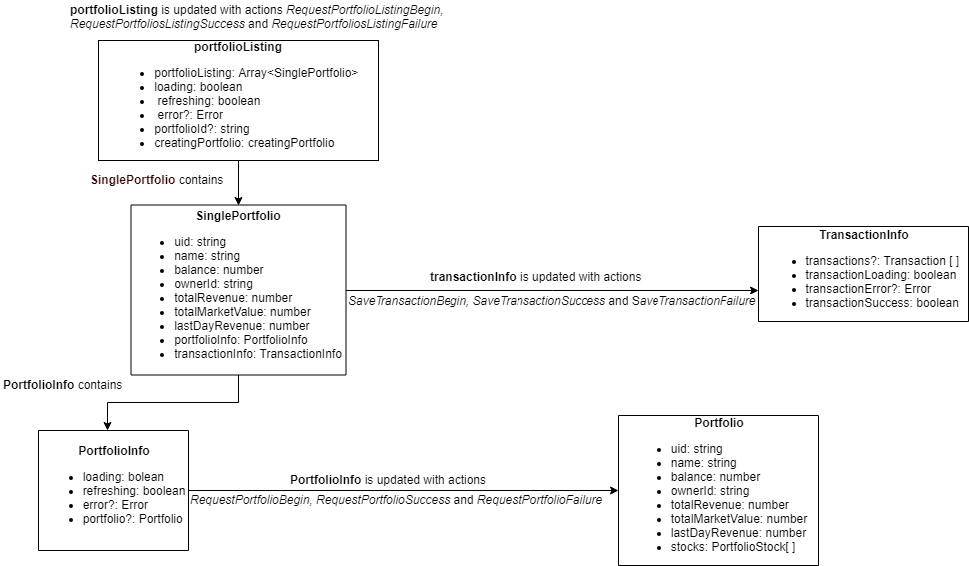 portfolioListing is updated with actions RequestPortfolioListingBegin,
RequestPortfoliosListingSuccess and RequestPortfoliosListingFailure
portfolioListing
• portfolioListing: Array<SinglePortfolio>
• loading: boolean
• refreshing: boolean
• error?: Error
• portfolioId?: string
• creatingPortfolio: creatingPortfolio
SinglePortfolio contains
SinglePortfolio
• uid: string
• name: string
• balance: number
• ownerId: string
• totalRevenue: number
• totalMarketValue: number
• lastDayRevenue: number
• portfolioInfo: PortfolioInfo
• transactionInfo: TransactionInfo
transactionInfo is updated with actions
SaveTransactionBegin, SaveTransactionSuccess and SaveTransactionFailure
TransactionInfo
• transactions?: Transaction [ ]
• transactionLoading: boolean
• transactionError?: Error
• transactionSuccess: boolean
PortfolioInfo contains
PortfolioInfo
• loading: bolean
• refreshing: boolean
• error?: Error
• portfolio?: Portfolio
PortfolioInfo is updated with actions
RequestPortfolioBegin, RequestPortfolioSuccess and RequestPortfolioFailure
Portfolio
• uid: string
• name: string
• balance: number
• ownerId: string
• totalRevenue: number
• totalMarketValue: number
• lastDayRevenue: number
• stocks: PortfolioStock[ ]